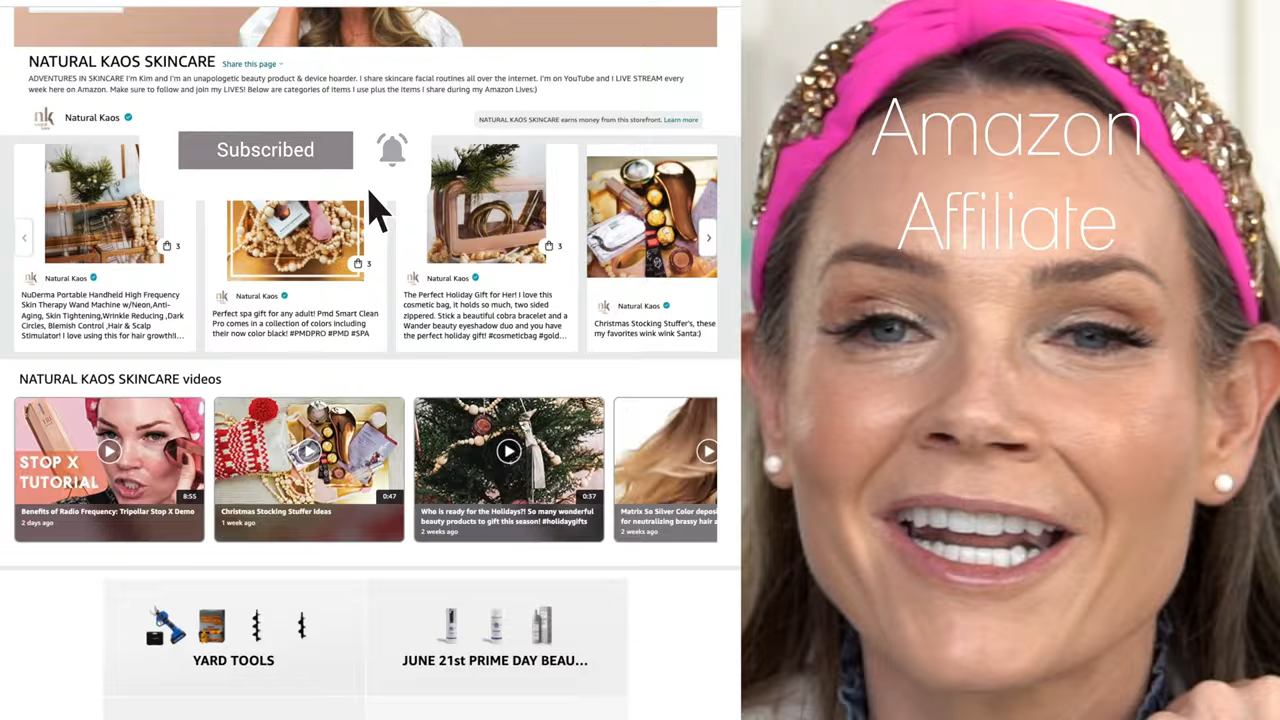 NATURAL KAOS SKINCARE Share this page
ADVENTURES IN SKINCARE I'm Kim and I'm an unapologetic beauty product & device hoarder. I share skincare facial routines all over the internet. I'm on YouTube and I LIVE STREAM every
week here on Amazon. Make sure to follow and join my LIVES! Below are categories of items I use plus the items I share during my Amazon Lives:)
nk
Natural Kaos
NATURAL KAOS SKINCARE earns money from this storefront. Learn more
Subscribed
3
3
3
nk Natural Kaos
NuDerma Portable Handheld High Frequency
Skin Therapy Wand Machine w/Neon,Anti-
Aging, Skin Tightening,Wrinkle Reducing ,Dark
Circles, Blemish Control ,Hair & Scalp
Stimulator! I love using this for hair growth!I...
nk Natural Kaos
Perfect spa gift for any adult! Pmd Smart Clean
Pro comes in a collection of colors including
their now color black! #PMDPRO #PMD #SPA
nk Natural Kaos
The Perfect Holiday Gift for Her! I love this
cosmetic bag, it holds so much, two sided
zippered. Stick a beautiful cobra bracelet and a
Wander beauty eyeshadow duo and you have
the perfect holiday gift! #cosmeticbag #gold...
nk Natural Kaos
Christmas Stocking Stuffer's, these
my favorites wink wink Santa:)
NATURAL KAOS SKINCARE videos
STOP X
TUTORIAL
8:55
Benefits of Radio Frequency: Tripollar Stop X Demo
2 days ago
0:47
Christmas Stocking Stuffer Ideas
1 week ago
0:37
Who is ready for the Holidays?! So many wonderful
beauty products to gift this season! #holidaygifts
2 weeks ago
Matrix So Silver Color depos
for neutralizing brassy hair a
2 weeks ago
YARD TOOLS
JUNE 21st PRIME DAY BEAU...
Amazon
Affiliate